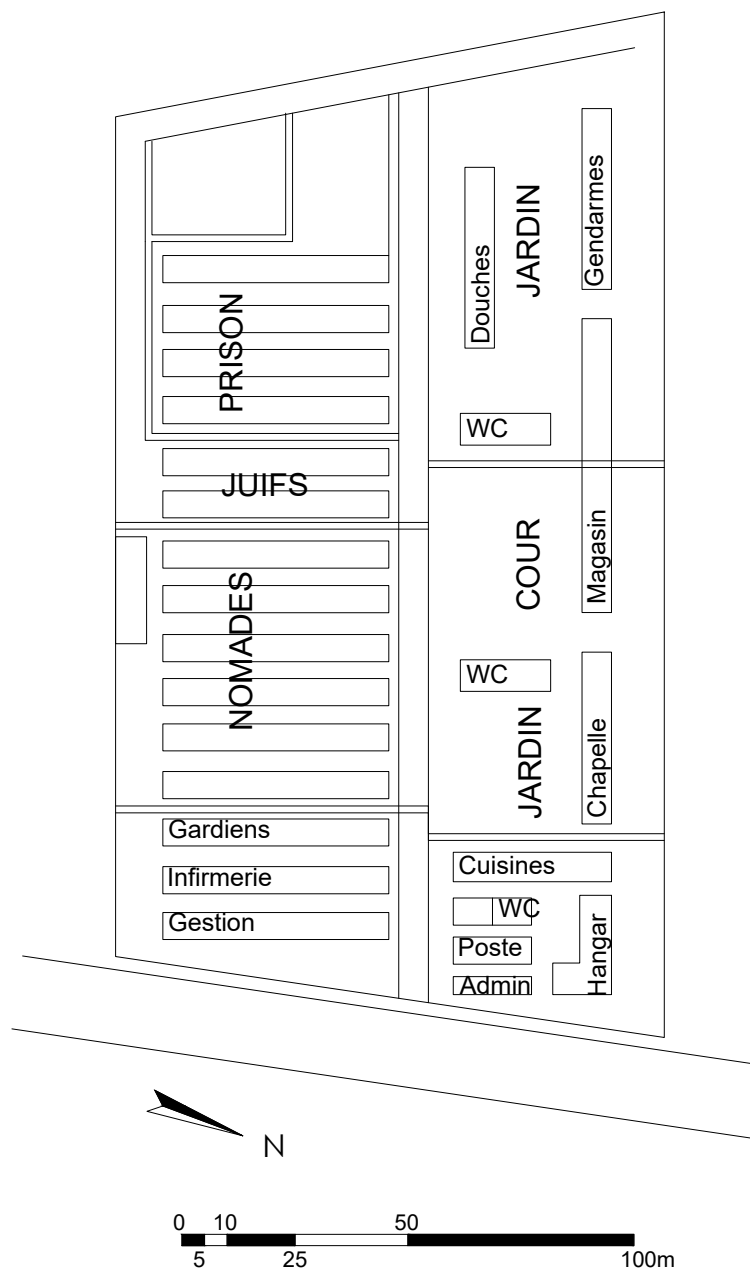 Gendarmes
JARDIN
Douches
PRISON
WC
JUIFS
COUR
Magasin
NOMADES
WC
JARDIN
Chapelle
Gardiens
Cuisines
Infirmerie
WC
Gestion
Poste
Hangar
Admin
N
0 10 50
5 25 100m